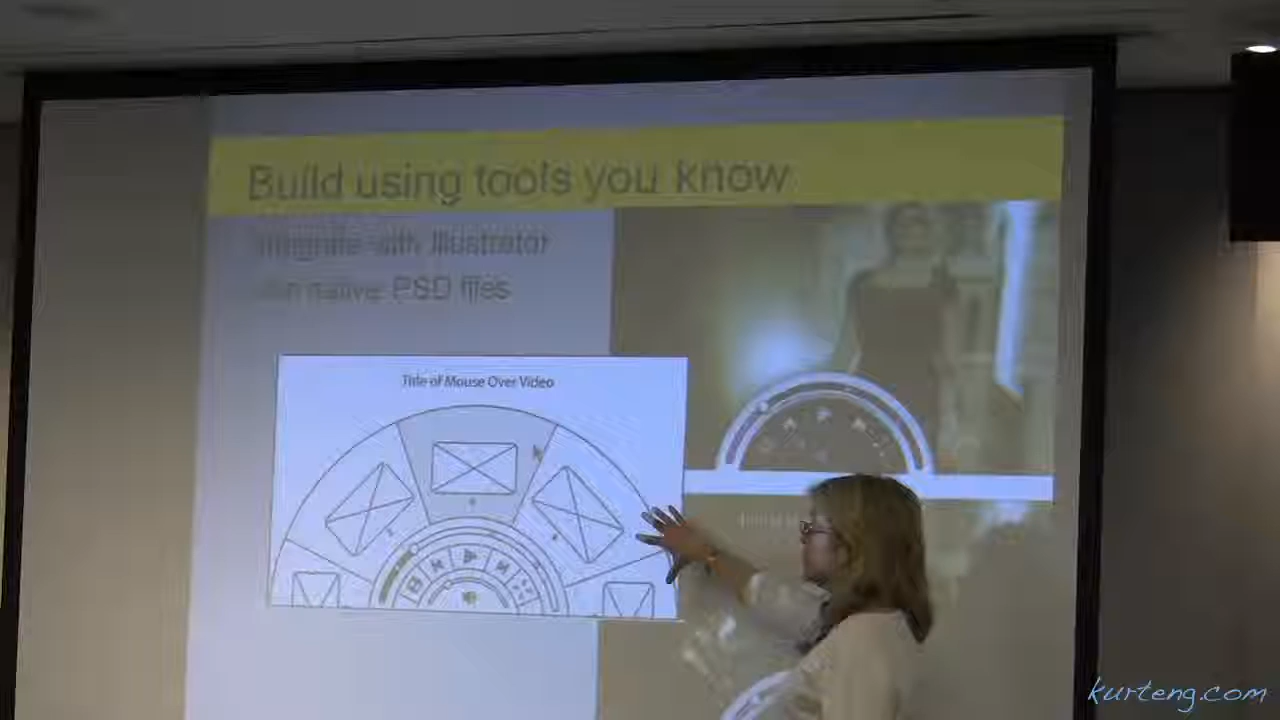 Build using tools you know
Integrate with Illustrator
native PSD files
Title of Mouse Over Video
kurteng.com